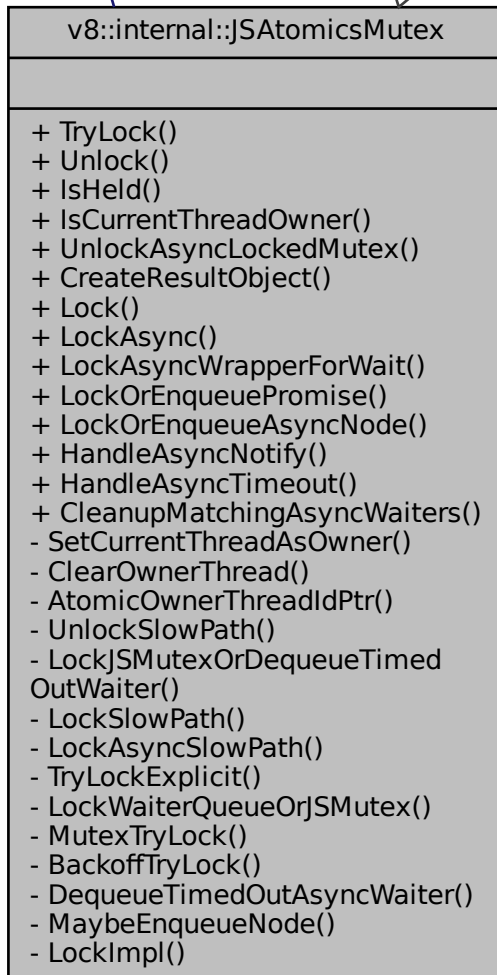 v8::internal::JSAtomicsMutex
+ TryLock()
+ Unlock()
+ IsHeld()
+ IsCurrentThreadOwner()
+ UnlockAsyncLockedMutex()
+ CreateResultObject()
+ Lock()
+ LockAsync()
+ LockAsyncWrapperForWait()
+ LockOrEnqueuePromise()
+ LockOrEnqueueAsyncNode()
+ HandleAsyncNotify()
+ HandleAsyncTimeout()
+ CleanupMatchingAsyncWaiters()
- SetCurrentThreadAsOwner()
- ClearOwnerThread()
- AtomicOwnerThreadIdPtr()
- UnlockSlowPath()
- LockJSMutexOrDequeueTimed
OutWaiter()
- LockSlowPath()
- LockAsyncSlowPath()
- TryLockExplicit()
- LockWaiterQueueOrJSMutex()
- MutexTryLock()
- BackoffTryLock()
- DequeueTimedOutAsyncWaiter()
- MaybeEnqueueNode()
- LockImpl()